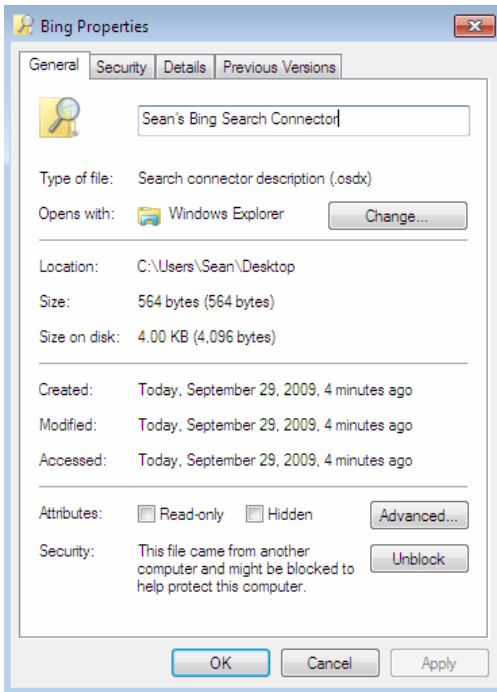 Bing Properties
General Security Details Previous Versions
Sean's Bing Search Connector
Type of file: Search connector description (.osdx)
Opens with: Windows Explorer Change...
Location: C:\Users\Sean\Desktop
Size: 564 bytes (564 bytes)
Size on disk: 4.00 KB (4,096 bytes)
Created: Today, September 29, 2009, 4 minutes ago
Modified: Today, September 29, 2009, 4 minutes ago
Accessed: Today, September 29, 2009, 4 minutes ago
Attributes: Read-only Hidden Advanced...
Security: This file came from another
computer and might be blocked to
help protect this computer.
Unblock
OK Cancel Apply